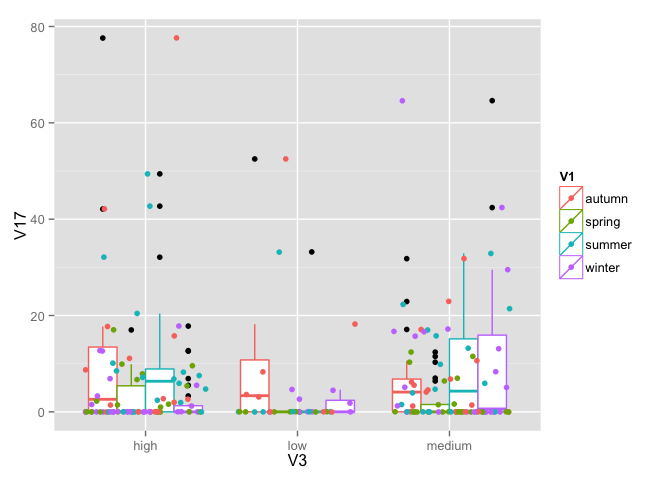 80
60
40
20
0
V17
high
low
medium
V3
V1
autumn
spring
summer
winter